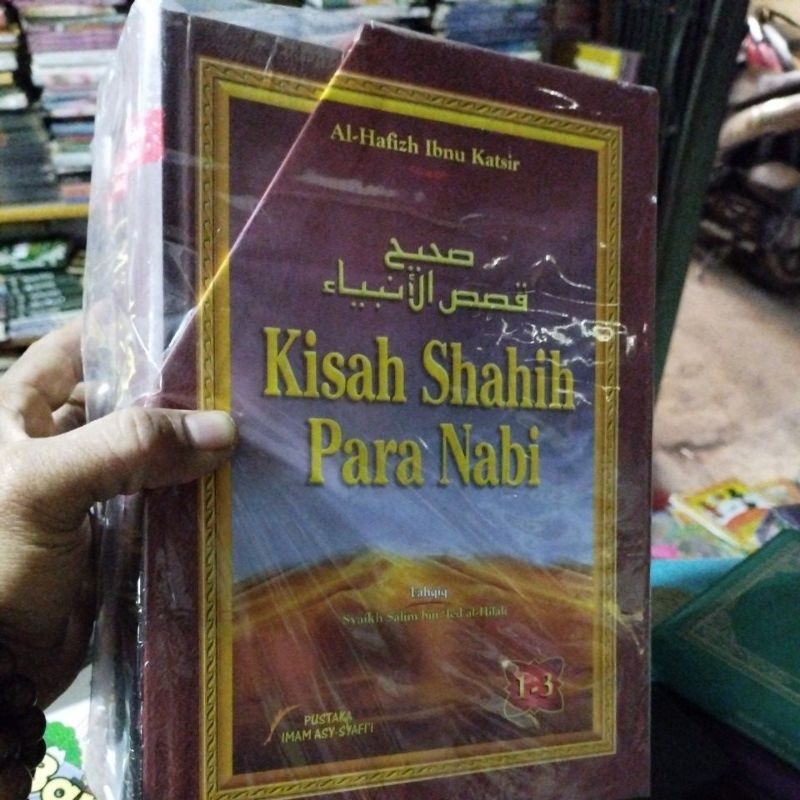 Al-Hafizh Ibnu Katsir
صحيح
قصص الأنبياء
Kisah Shahih
Para Nabi
Tahqiq
Syaikh Salim bin 'Ied al-Hilali
1-3
PUSTAKA
IMAM ASY-SYAFI'I